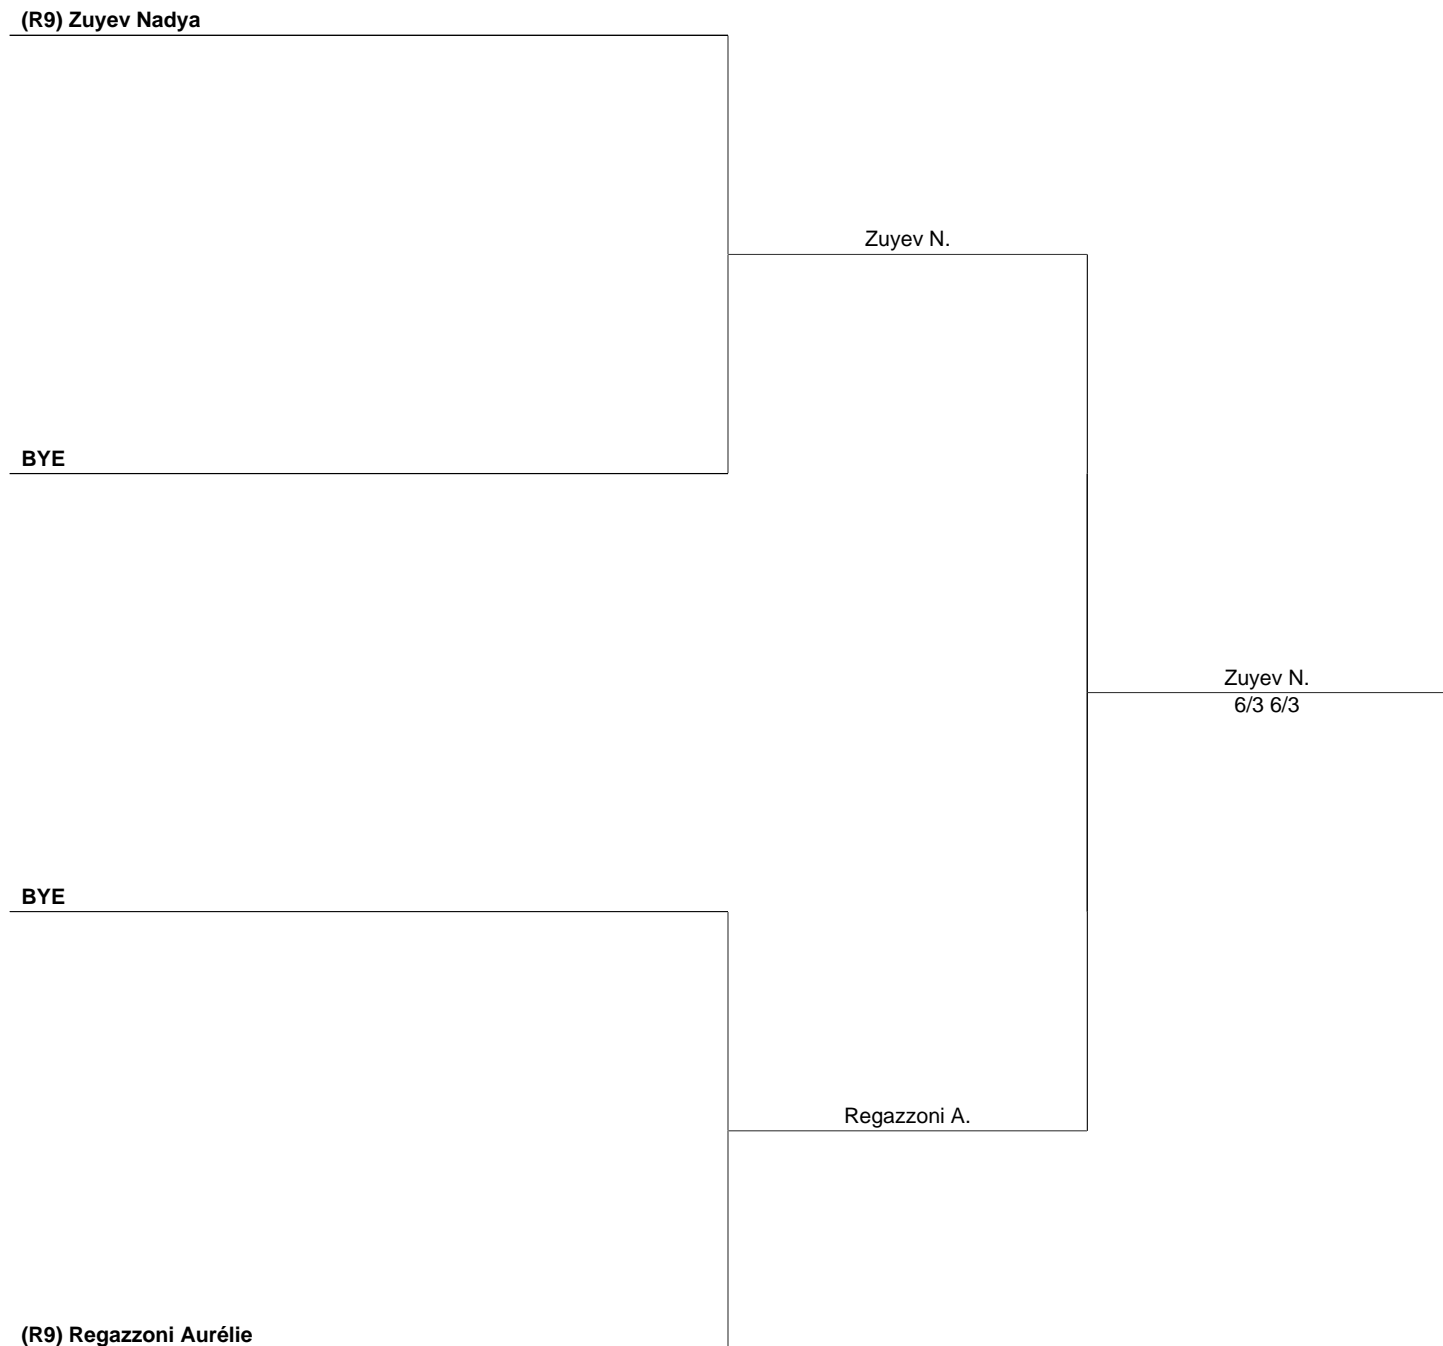 (R9) Zuyev Nadya
Zuyev N.
BYE
Zuyev N.
6/3 6/3
BYE
Regazzoni A.
(R9) Regazzoni Aurélie